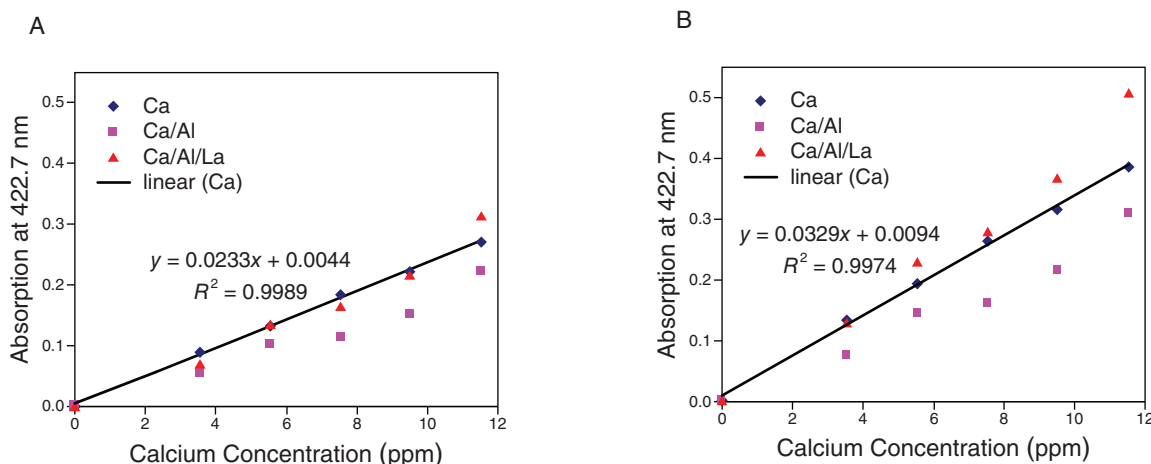 A
Absorption at 422.7 nm
0.5
0.4
0.3
0.2
0.1
0.0
Ca
Ca/Al
Ca/Al/La
linear (Ca)
y = 0.0233x + 0.0044
R² = 0.9989
0 2 4 6 8 10 12
Calcium Concentration (ppm)
B
Absorption at 422.7 nm
0.5
0.4
0.3
0.2
0.1
0.0
Ca
Ca/Al
Ca/Al/La
linear (Ca)
y = 0.0329x + 0.0094
R² = 0.9974
0 2 4 6 8 10 12
Calcium Concentration (ppm)